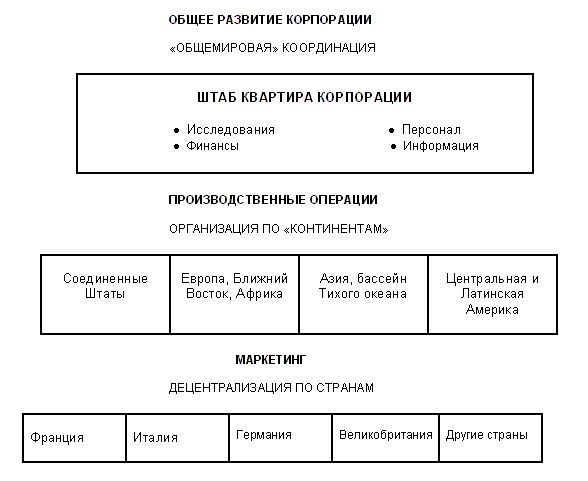 ОБЩЕЕ РАЗВИТИЕ КОРПОРАЦИИ
«ОБЩЕМИРОВАЯ» КООРДИНАЦИЯ
ШТАБ КВАРТИРА КОРПОРАЦИИ
• Исследования
• Финансы
• Персонал
• Информация
ПРОИЗВОДСТВЕННЫЕ ОПЕРАЦИИ
ОРГАНИЗАЦИЯ ПО «КОНТИНЕНТАМ»
Соединенные
Штаты
Европа, Ближний
Восток, Африка
Азия, бассейн
Тихого океана
Центральная и
Латинская
Америка
МАРКЕТИНГ
ДЕЦЕНТРАЛИЗАЦИЯ ПО СТРАНАМ
Франция
Италия
Германия
Великобритания
Другие страны